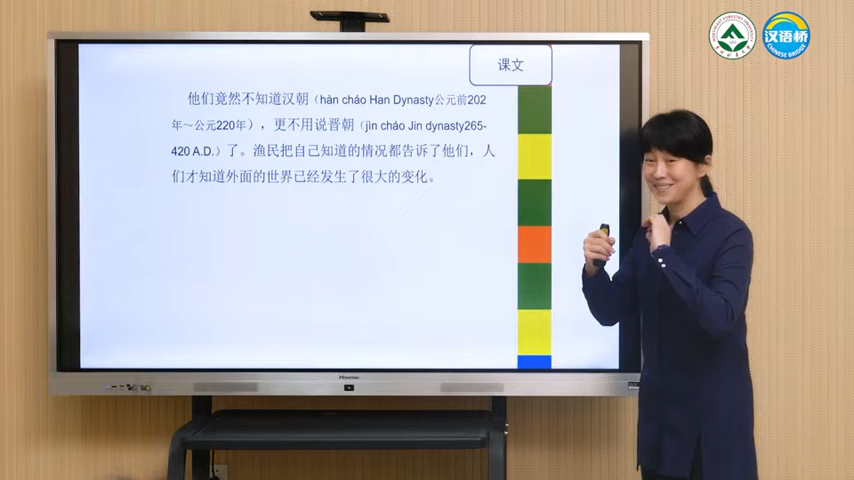 课文
他们竟然不知道汉朝（hàn cháo Han Dynasty公元前202
年～公元220年），更不用说晋朝（jìn cháo Jin dynasty265-
420 A.D.）了。渔民把自己知道的情况都告诉了他们，人
们才知道外面的世界已经发生了很大的变化。
汉语桥
CHINESE BRIDGE
Hisense